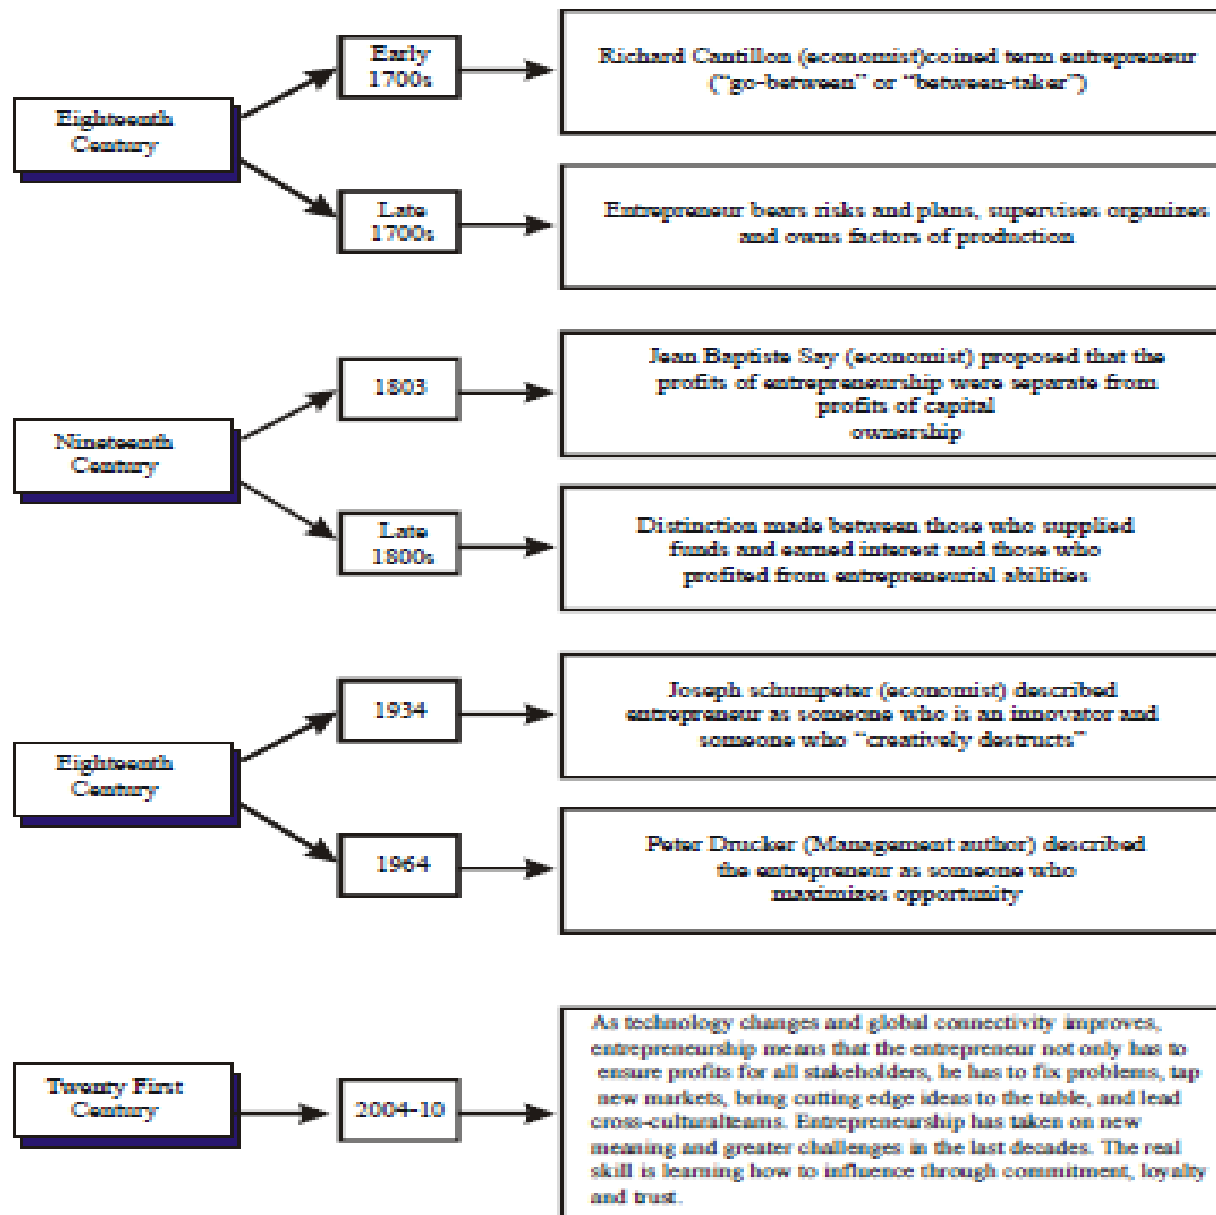 Eighteenth
Century
Early
1700s
Richard Cantillon (economist)coined term entrepreneur
("go-between" or "between-taker")
Late
1700s
Entrepreneur bears risks and plans, supervises organizes
and owns factors of production
Nineteenth
Century
1803
Jean Baptiste Say (economist) proposed that the
profits of entrepreneurship were separate from
profits of capital
ownership
Late
1800s
Distinction made between those who supplied
funds and earned interest and those who
profited from entrepreneurial abilities
Eighteenth
Century
1934
Joseph schumpeter (economist) described
entrepreneur as someone who is an innovator and
someone who "creatively destructs"
1964
Peter Drucker (Management author) described
the entrepreneur as someone who
maximizes opportunity
Twenty First
Century
2004-10
As technology changes and global connectivity improves,
entrepreneurship means that the entrepreneur not only has to
ensure profits for all stakeholders, he has to fix problems, tap
new markets, bring cutting edge ideas to the table, and lead
cross-culturalteams. Entrepreneurship has taken on new
meaning and greater challenges in the last decades. The real
skill is learning how to influence through commitment, loyalty
and trust.